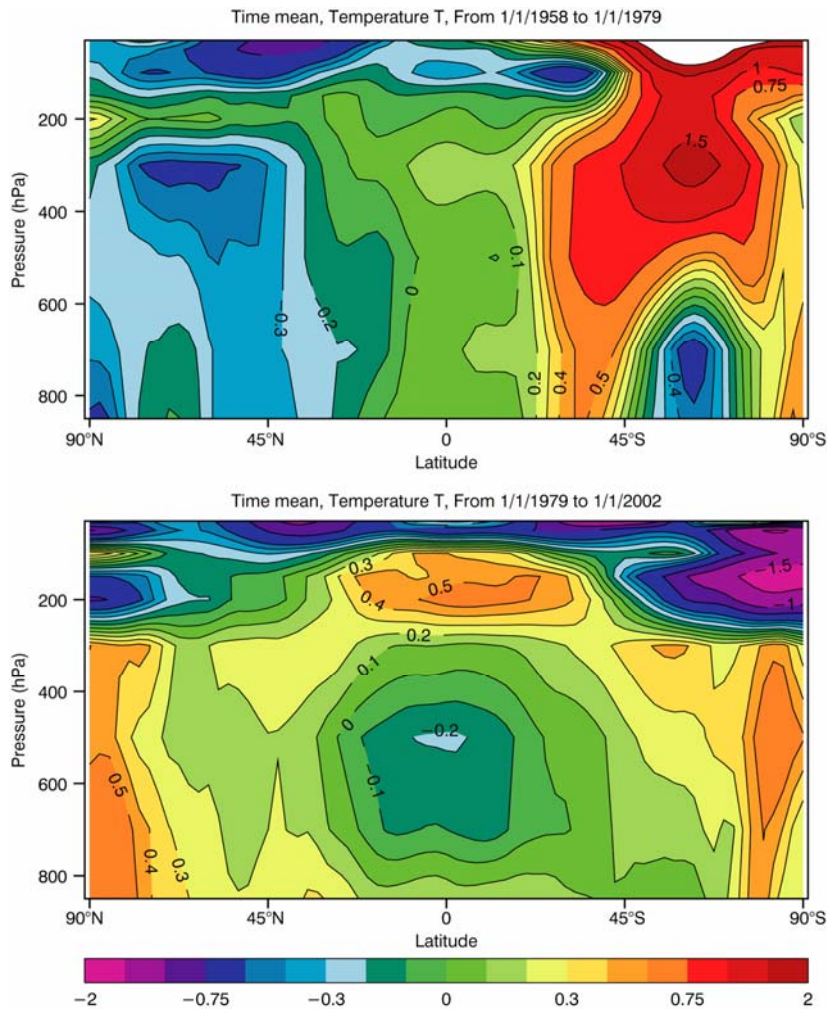 Time mean, Temperature T, From 1/1/1958 to 1/1/1979
Pressure (hPa)
200
400
600
800
1
0.75
1.5
0.1
0
−0.2
−0.3
0.2
0.4
0.5
−0.4
90°N
45°N
0
45°S
90°S
Latitude
Time mean, Temperature T, From 1/1/1979 to 1/1/2002
Pressure (hPa)
200
400
600
800
0.3
0.5
0.4
−1.5
−1
0.2
0.1
0
−0.2
−0.1
0.5
0.4
0.3
90°N
45°N
0
45°S
90°S
Latitude
−2
−0.75
−0.3
0
0.3
0.75
2